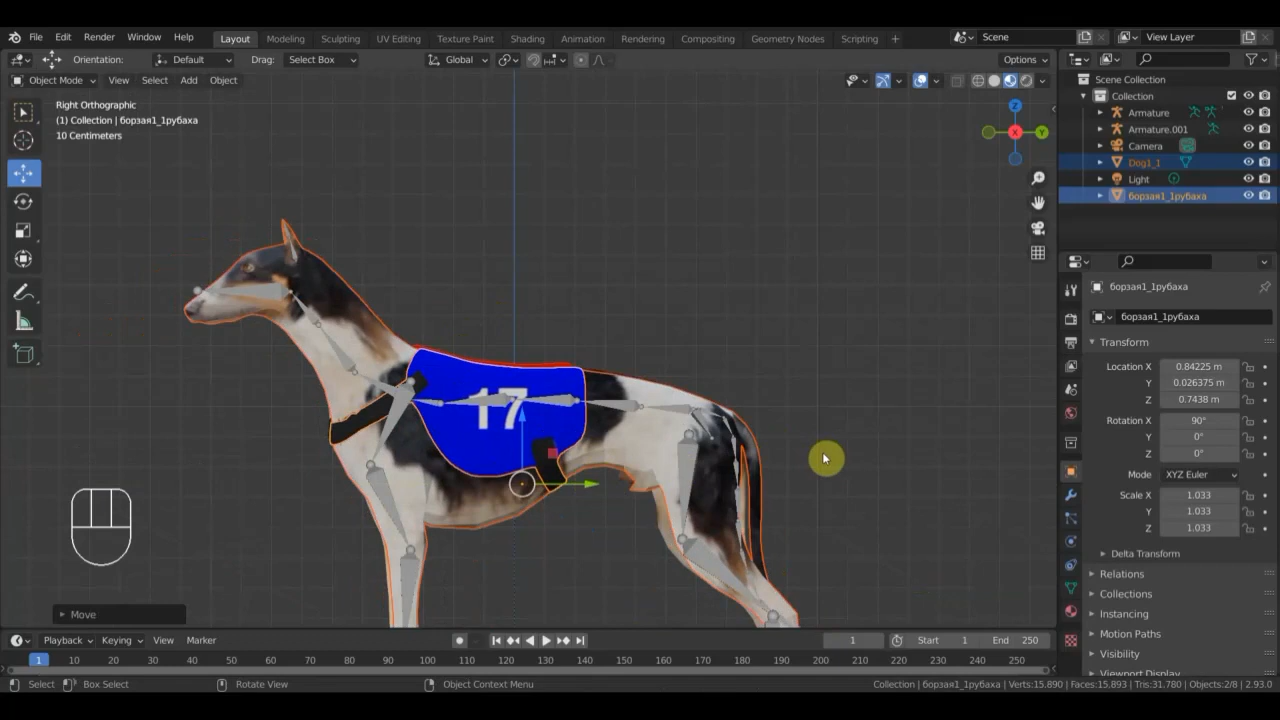 File Edit Render Window Help Layout Modeling Sculpting UV Editing Texture Paint Shading Animation Rendering Compositing Geometry Nodes Scripting + Scene View Layer
Orientation: Default Drag: Select Box Global Options
Object Mode View Select Add Object
Right Orthographic
(1) Collection | борзая1_1рубаха
10 Centimeters
Z
X
Y
17
Move
Scene Collection
Collection
Armature
Armature.001
Camera
Dog1_1
Light
борзая1_1рубаха
борзая1_1рубаха
борзая1_1рубаха
Transform
Location X 0.84225 m
Y 0.026375 m
Z 0.7438 m
Rotation X 90°
Y 0°
Z 0°
Mode XYZ Euler
Scale X 1.033
Y 1.033
Z 1.033
Delta Transform
Relations
Collections
Instancing
Motion Paths
Visibility
Viewport Display
Playback Keying View Marker 1 Start 1 End 250
1 10 20 30 40 50 60 70 80 90 100 110 120 130 140 150 160 170 180 190 200 210 220 230 240 250
Select Box Select Rotate View Object Context Menu Collection | борзая1_1рубаха | Verts:15.890 | Faces:15.893 | Tris:31.780 | Objects:2/8 | 2.93.0